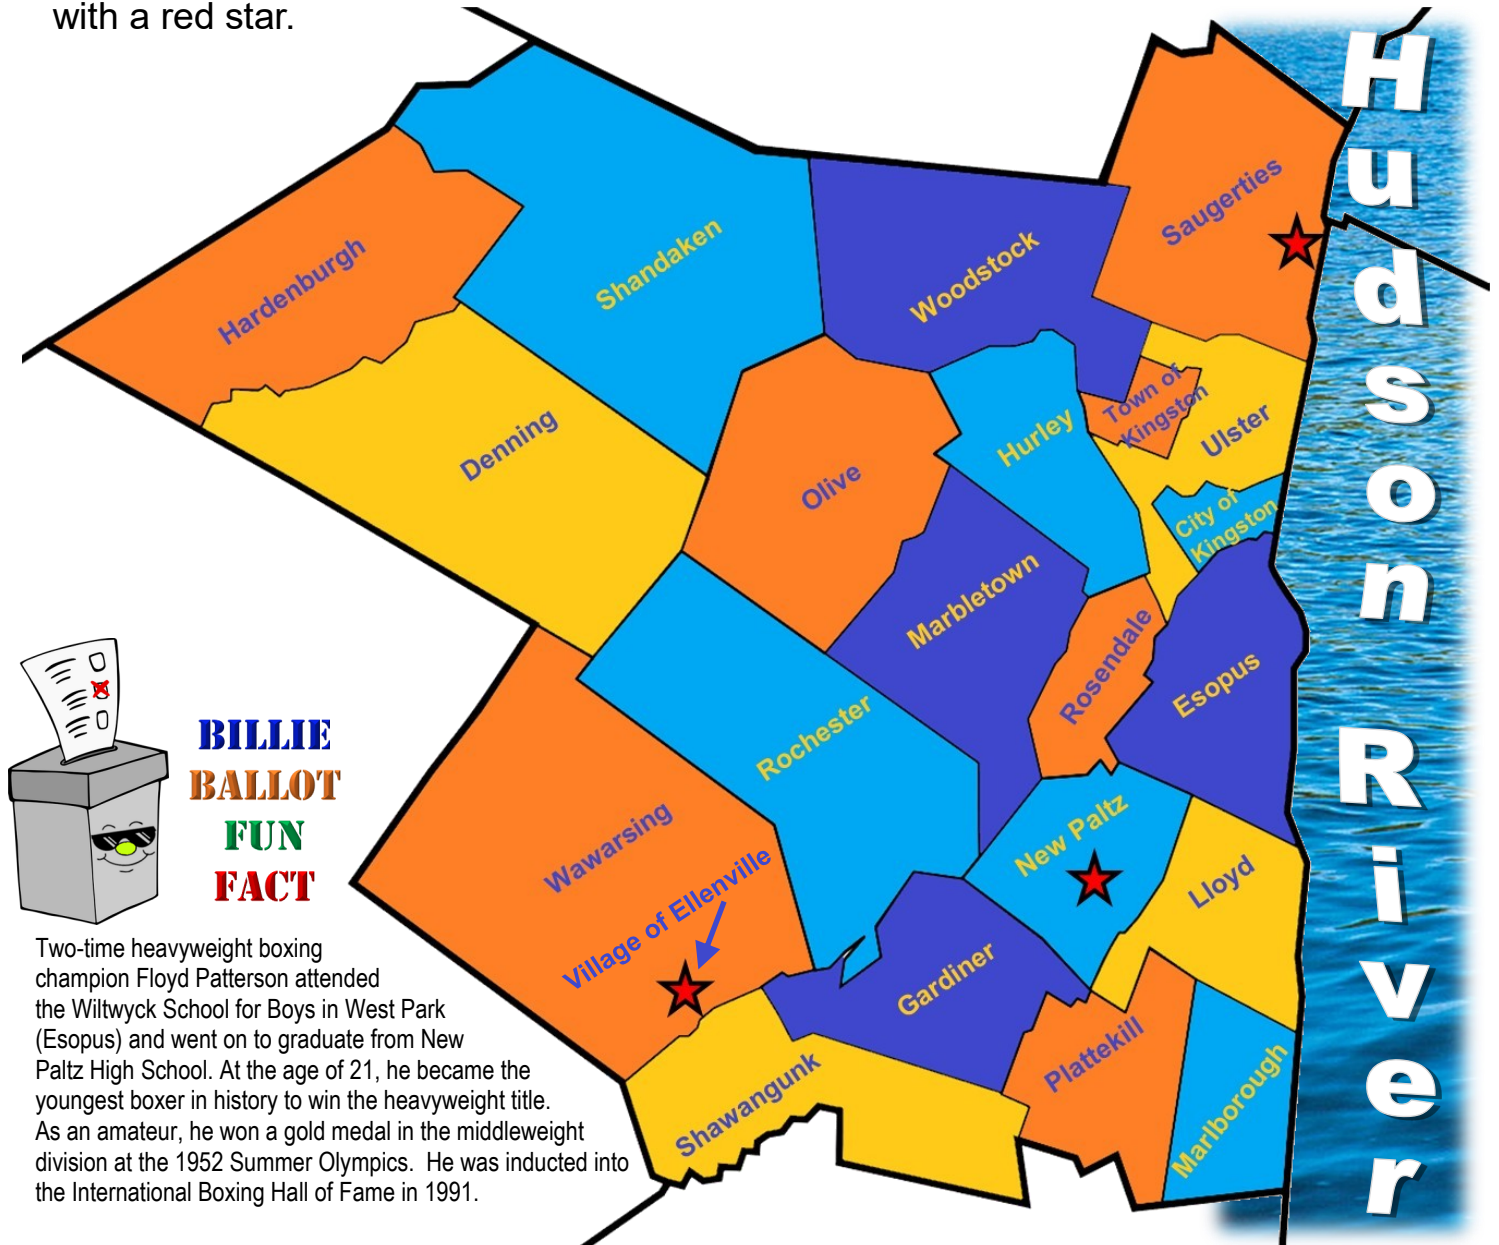 with a red star.
Hardenburgh
Shandaken
Woodstock
Saugerties
Denning
Olive
Hurley
Town of
Kingston
Ulster
City of
Kingston
Marbletown
Rosendale
Esopus
Rochester
Wawarsing
Village of Ellenville
New Paltz
Lloyd
Gardiner
Shawangunk
Plattekill
Marlborough
Hudson River
BILLIE
BALLOT
FUN
FACT
Two-time heavyweight boxing
champion Floyd Patterson attended
the Wiltwyck School for Boys in West Park
(Esopus) and went on to graduate from New
Paltz High School. At the age of 21, he became the
youngest boxer in history to win the heavyweight title.
As an amateur, he won a gold medal in the middleweight
division at the 1952 Summer Olympics.  He was inducted into
the International Boxing Hall of Fame in 1991.